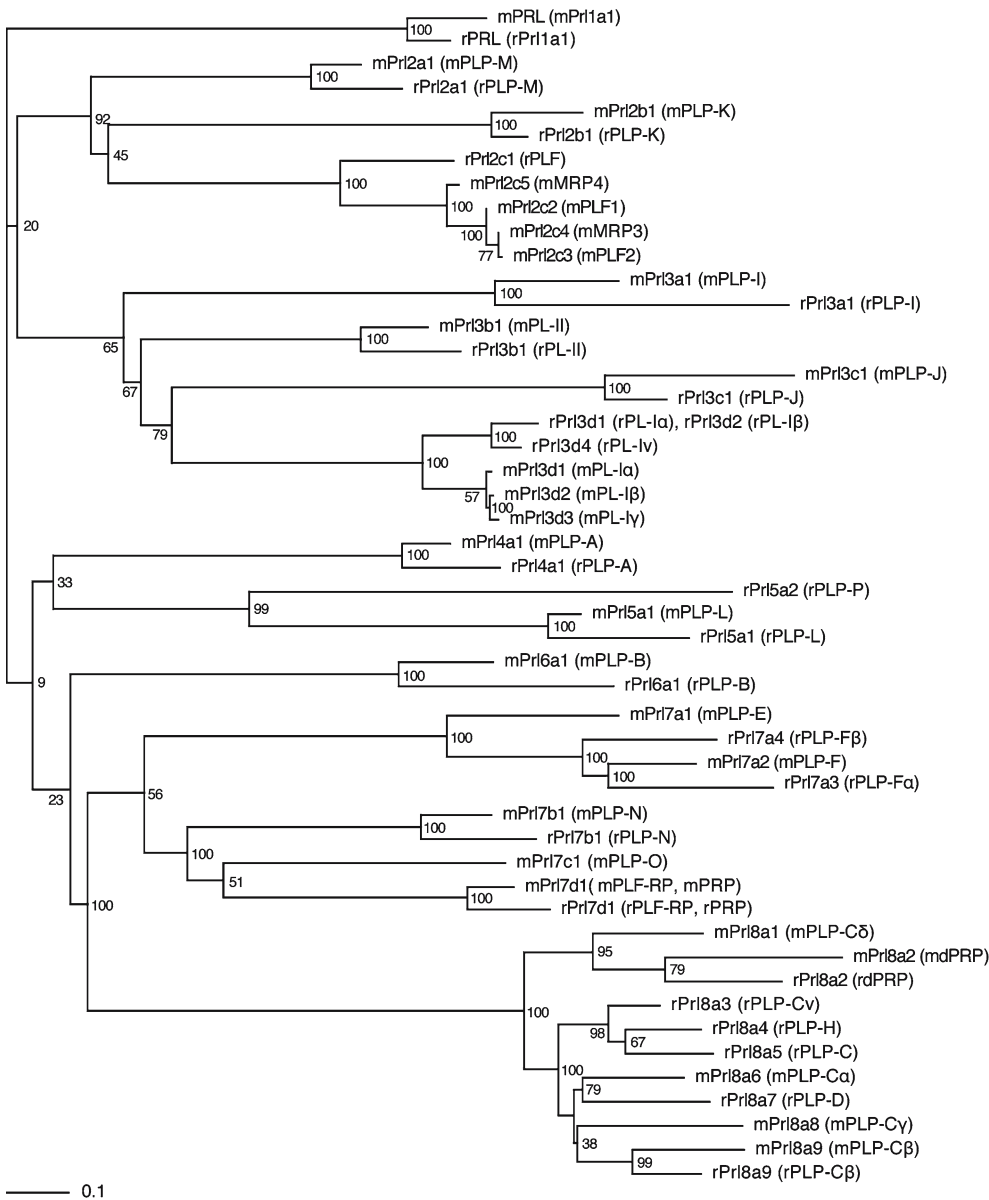 mPRL (mPrl1a1)
100
rPRL (rPrl1a1)
mPrl2a1 (mPLP-M)
100
rPrl2a1 (rPLP-M)
mPrl2b1 (mPLP-K)
92
100
rPrl2b1 (rPLP-K)
45
rPrl2c1 (rPLF)
100
mPrl2c5 (mMRP4)
100
mPrl2c2 (mPLF1)
20
100
mPrl2c4 (mMRP3)
77
mPrl2c3 (mPLF2)
mPrl3a1 (mPLP-I)
100
rPrl3a1 (rPLP-I)
mPrl3b1 (mPL-II)
100
65
rPrl3b1 (rPL-II)
mPrl3c1 (mPLP-J)
67
100
rPrl3c1 (rPLP-J)
rPrl3d1 (rPL-Iα), rPrl3d2 (rPL-Iβ)
79
100
rPrl3d4 (rPL-Iv)
100
mPrl3d1 (mPL-Iα)
57
mPrl3d2 (mPL-Iβ)
100
mPrl3d3 (mPL-Iγ)
mPrl4a1 (mPLP-A)
100
rPrl4a1 (rPLP-A)
33
rPrl5a2 (rPLP-P)
99
mPrl5a1 (mPLP-L)
100
rPrl5a1 (rPLP-L)
mPrl6a1 (mPLP-B)
100
9
rPrl6a1 (rPLP-B)
mPrl7a1 (mPLP-E)
100
rPrl7a4 (rPLP-Fβ)
100
mPrl7a2 (mPLP-F)
100
rPrl7a3 (rPLP-Fα)
56
23
mPrl7b1 (mPLP-N)
100
rPrl7b1 (rPLP-N)
100
mPrl7c1 (mPLP-O)
51
mPrl7d1( mPLF-RP, mPRP)
100
rPrl7d1 (rPLF-RP, rPRP)
100
mPrl8a1 (mPLP-Cδ)
95
mPrl8a2 (mdPRP)
79
rPrl8a2 (rdPRP)
rPrl8a3 (rPLP-Cv)
100
98
rPrl8a4 (rPLP-H)
67
rPrl8a5 (rPLP-C)
100
mPrl8a6 (mPLP-Cα)
79
rPrl8a7 (rPLP-D)
mPrl8a8 (mPLP-Cγ)
38
mPrl8a9 (mPLP-Cβ)
99
rPrl8a9 (rPLP-Cβ)
0.1